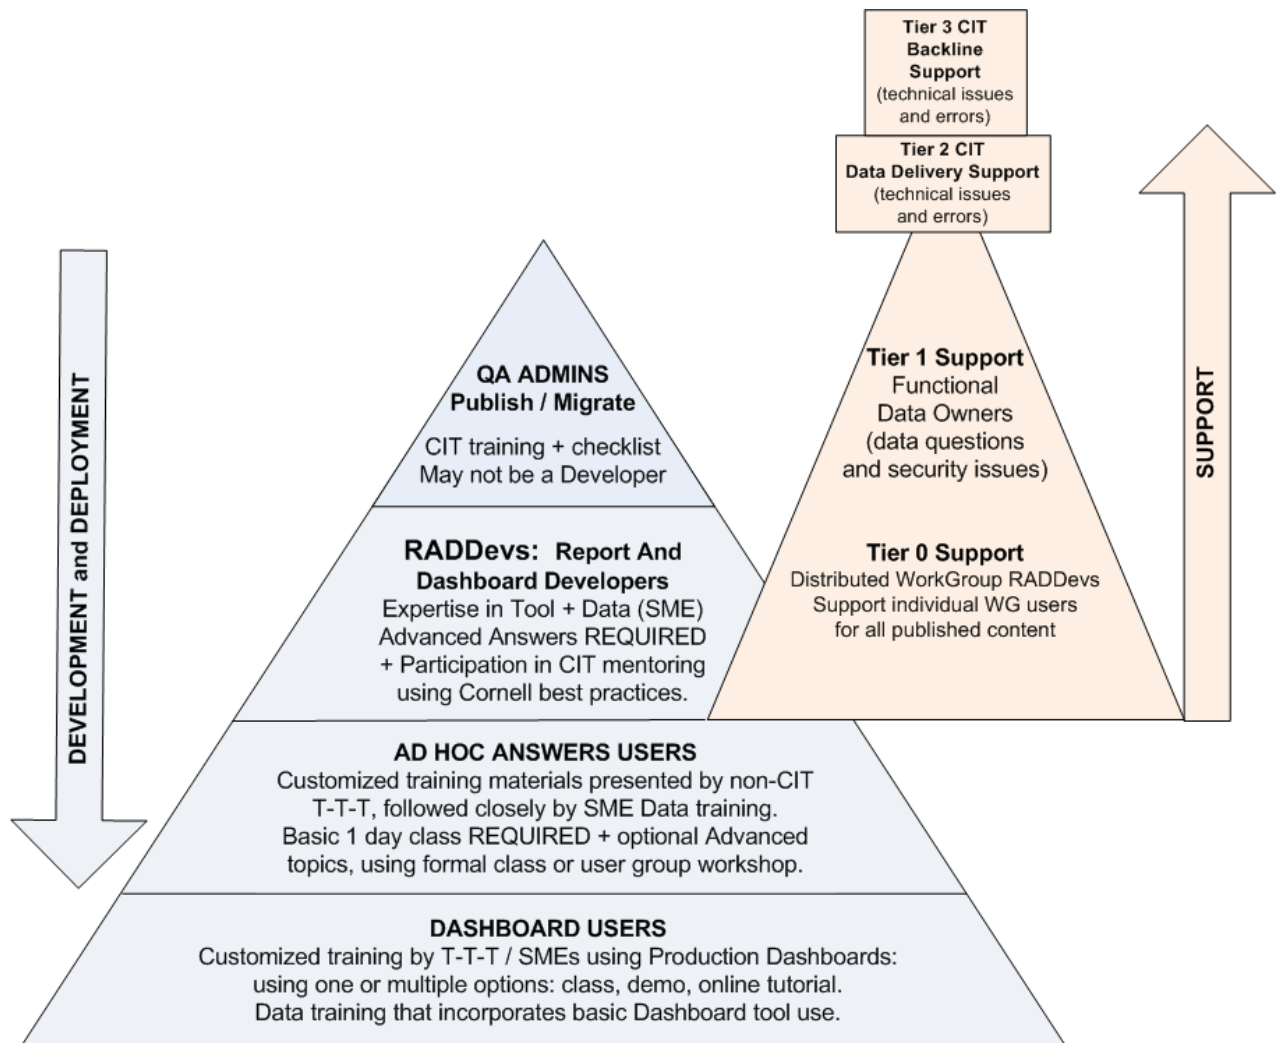 Tier 3 CIT
Backline
Support
(technical issues
and errors)
Tier 2 CIT
Data Delivery Support
(technical issues
and errors)
DEVELOPMENT and DEPLOYMENT
QA ADMINS
Publish / Migrate
CIT training + checklist
May not be a Developer
RADDevs: Report And
Dashboard Developers
Expertise in Tool + Data (SME)
Advanced Answers REQUIRED
+ Participation in CIT mentoring
using Cornell best practices.
AD HOC ANSWERS USERS
Customized training materials presented by non-CIT
T-T-T, followed closely by SME Data training.
Basic 1 day class REQUIRED + optional Advanced
topics, using formal class or user group workshop.
DASHBOARD USERS
Customized training by T-T-T / SMEs using Production Dashboards:
using one or multiple options: class, demo, online tutorial.
Data training that incorporates basic Dashboard tool use.
Tier 1 Support
Functional
Data Owners
(data questions
and security issues)
Tier 0 Support
Distributed WorkGroup RADDevs
Support individual WG users
for all published content
SUPPORT